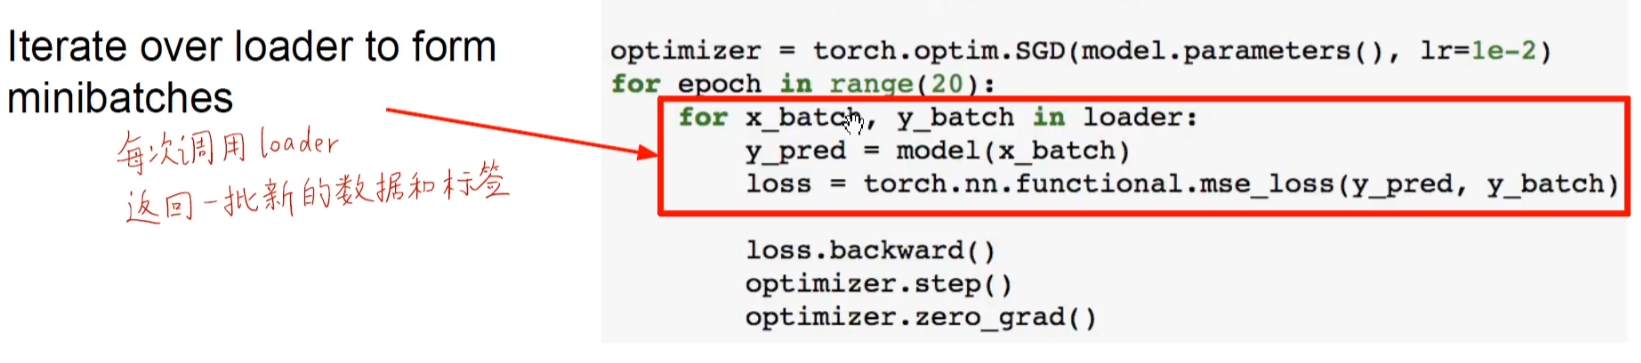 Iterate over loader to form
minibatches
每次调用 loader
返回一批新的数据和标签
optimizer = torch.optim.SGD(model.parameters(), lr=1e-2)
for epoch in range(20):
    for x_batch, y_batch in loader:
        y_pred = model(x_batch)
        loss = torch.nn.functional.mse_loss(y_pred, y_batch)
        loss.backward()
        optimizer.step()
        optimizer.zero_grad()